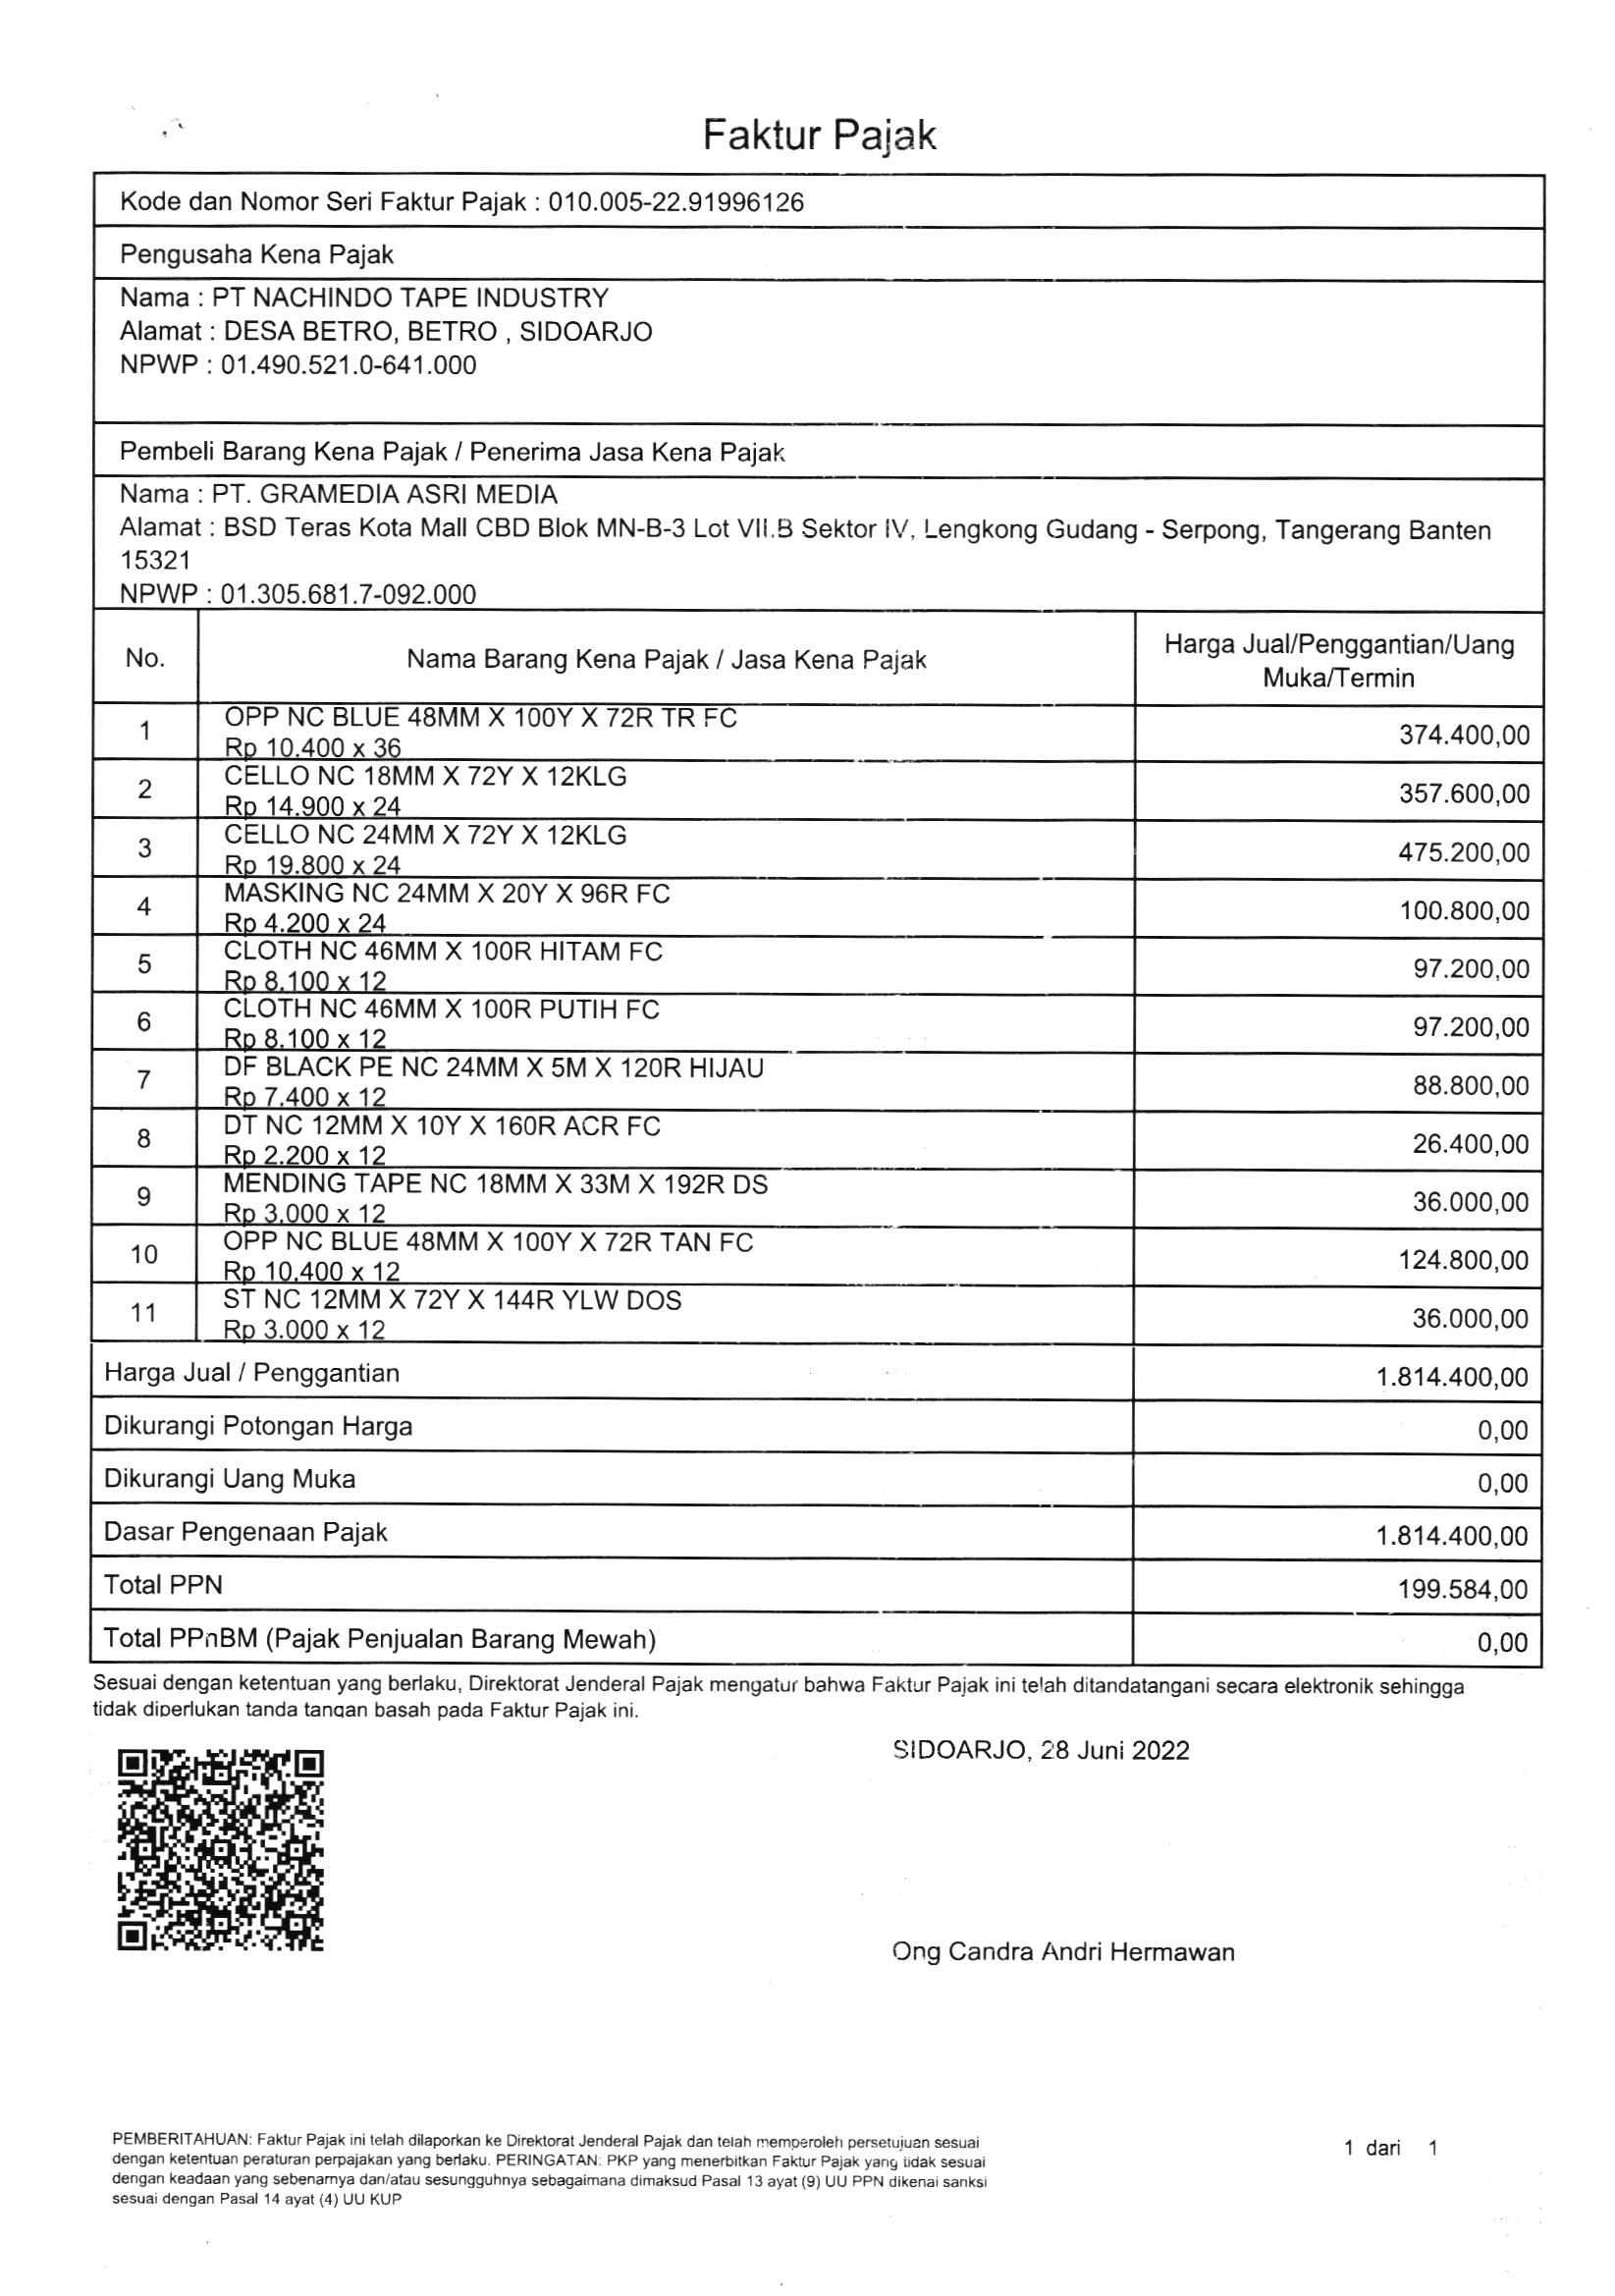 Faktur Pajak
Kode dan Nomor Seri Faktur Pajak : 010.005-22.91996126
Pengusaha Kena Pajak
Nama : PT NACHINDO TAPE INDUSTRY
Alamat : DESA BETRO, BETRO , SIDOARJO
NPWP : 01.490.521.0-641.000
Pembeli Barang Kena Pajak / Penerima Jasa Kena Pajak
Nama : PT. GRAMEDIA ASRI MEDIA
Alamat : BSD Teras Kota Mall CBD Blok MN-B-3 Lot VII.B Sektor IV, Lengkong Gudang - Serpong, Tangerang Banten
15321
NPWP : 01.305.681.7-092.000
No. Nama Barang Kena Pajak / Jasa Kena Pajak Harga Jual/Penggantian/Uang
Muka/Termin
1 OPP NC BLUE 48MM X 100Y X 72R TR FC 374.400,00
Rp 10.400 x 36
2 CELLO NC 18MM X 72Y X 12KLG 357.600,00
Rp 14.900 x 24
3 CELLO NC 24MM X 72Y X 12KLG 475.200,00
Rp 19.800 x 24
4 MASKING NC 24MM X 20Y X 96R FC 100.800,00
Rp 4.200 x 24
5 CLOTH NC 46MM X 100R HITAM FC 97.200,00
Rp 8.100 x 12
6 CLOTH NC 46MM X 100R PUTIH FC 97.200,00
Rp 8.100 x 12
7 DF BLACK PE NC 24MM X 5M X 120R HIJAU 88.800,00
Rp 7.400 x 12
8 DT NC 12MM X 10Y X 160R ACR FC 26.400,00
Rp 2.200 x 12
9 MENDING TAPE NC 18MM X 33M X 192R DS 36.000,00
Rp 3.000 x 12
10 OPP NC BLUE 48MM X 100Y X 72R TAN FC 124.800,00
Rp 10.400 x 12
11 ST NC 12MM X 72Y X 144R YLW DOS 36.000,00
Rp 3.000 x 12
Harga Jual / Penggantian 1.814.400,00
Dikurangi Potongan Harga 0,00
Dikurangi Uang Muka 0,00
Dasar Pengenaan Pajak 1.814.400,00
Total PPN 199.584,00
Total PPnBM (Pajak Penjualan Barang Mewah) 0,00
Sesuai dengan ketentuan yang berlaku, Direktorat Jenderal Pajak mengatur bahwa Faktur Pajak ini telah ditandatangani secara elektronik sehingga
tidak diperlukan tanda tangan basah pada Faktur Pajak ini.
SIDOARJO, 28 Juni 2022
Ong Candra Andri Hermawan
PEMBERITAHUAN: Faktur Pajak ini telah dilaporkan ke Direktorat Jenderal Pajak dan telah memperoleh persetujuan sesuai
dengan ketentuan peraturan perpajakan yang berlaku. PERINGATAN: PKP yang menerbitkan Faktur Pajak yang tidak sesuai
dengan keadaan yang sebenarnya dan/atau sesungguhnya sebagaimana dimaksud Pasal 13 ayat (9) UU PPN dikenai sanksi
sesuai dengan Pasal 14 ayat (4) UU KUP
1 dari 1